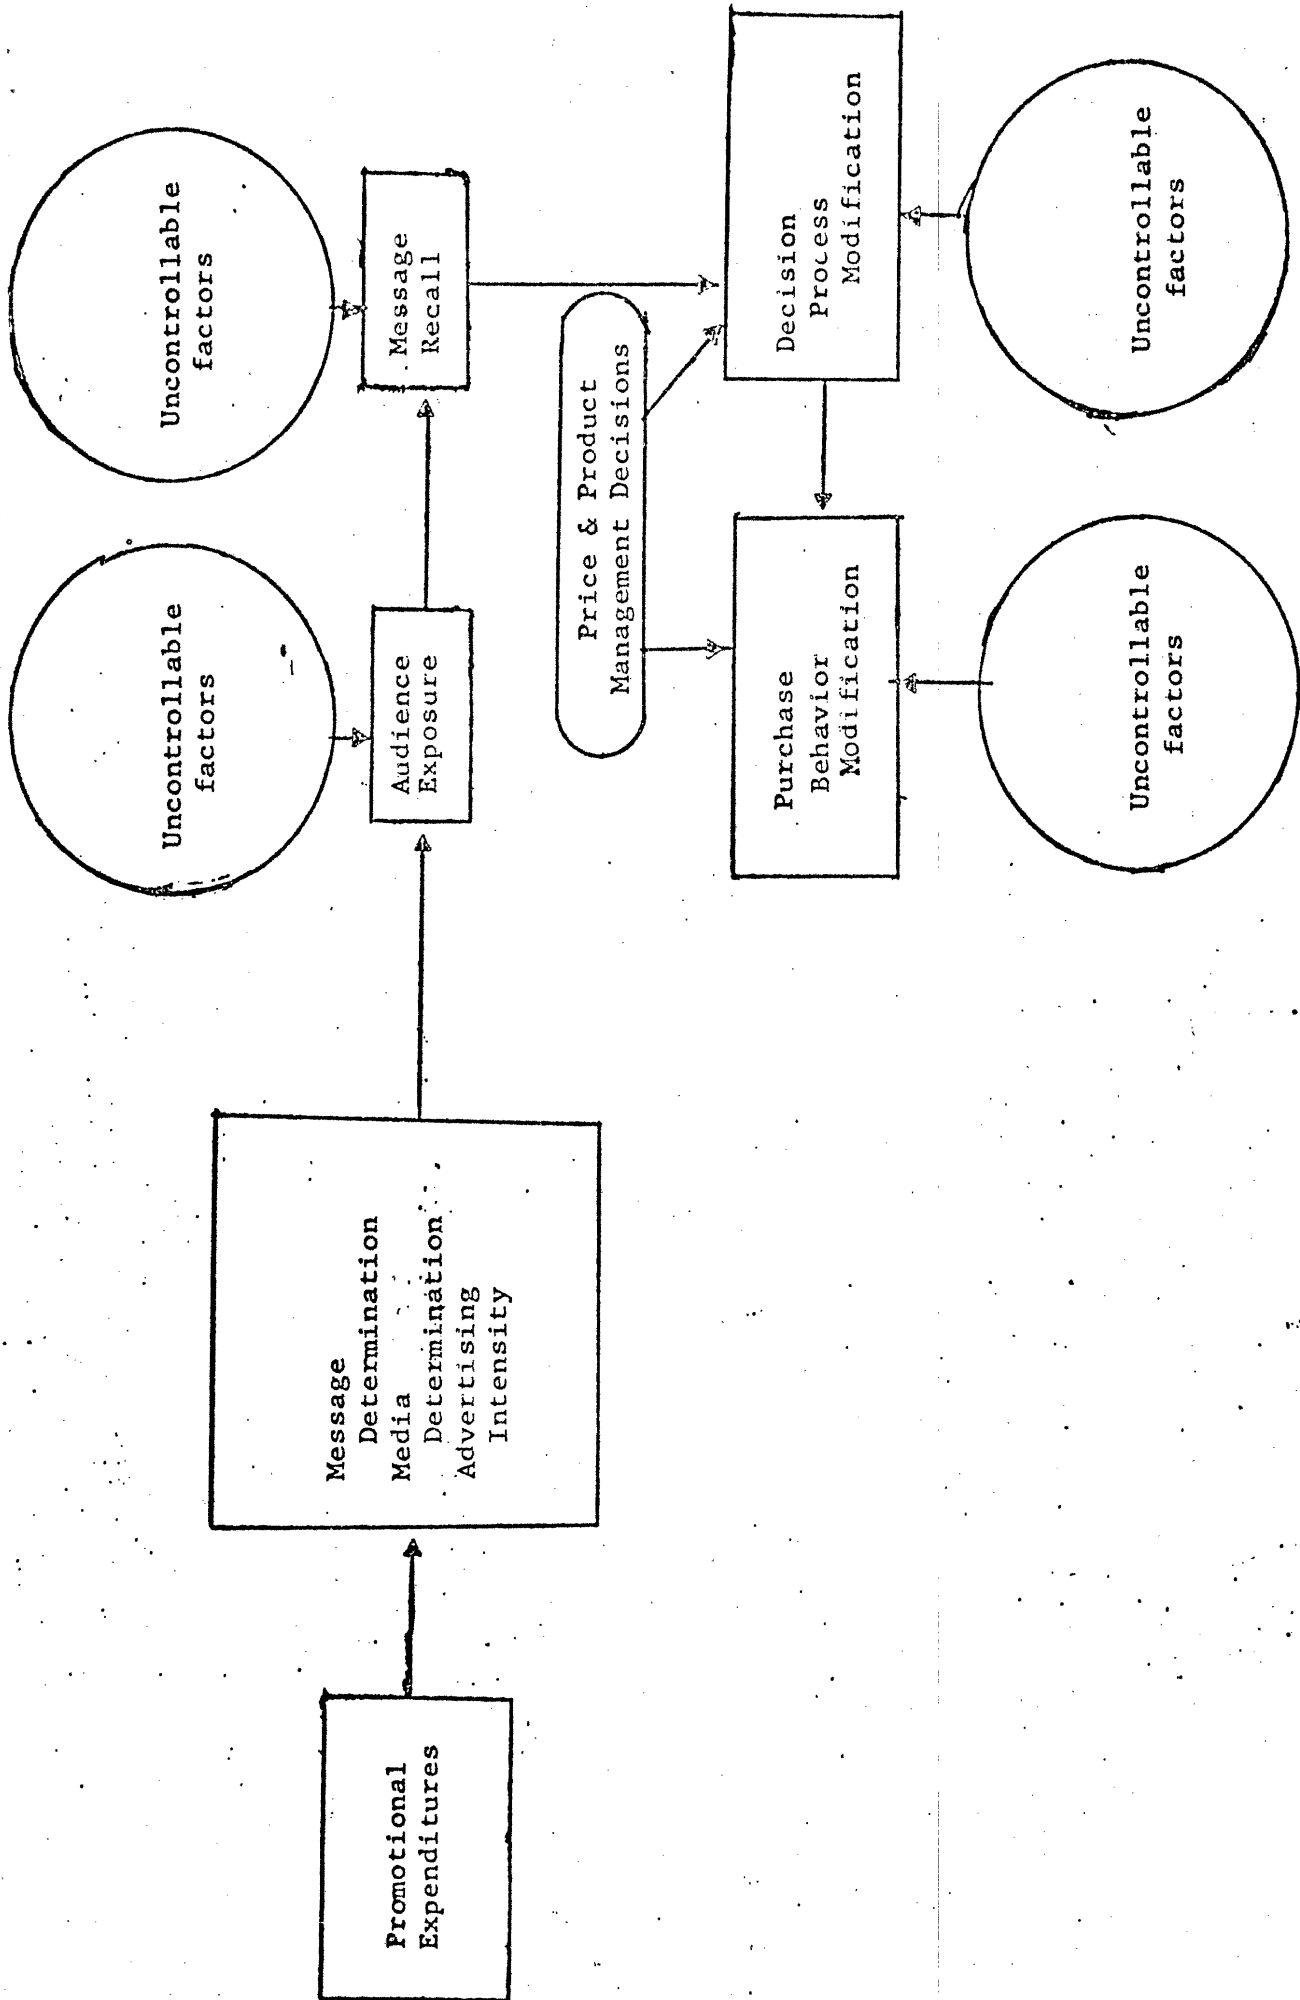 Promotional
Expenditures
Message
Determination
Media
Determination
Advertising
Intensity
Uncontrollable
factors
Audience
Exposure
Uncontrollable
factors
Message
Recall
Price & Product
Management Decisions
Purchase
Behavior
Modification
Decision
Process
Modification
Uncontrollable
factors
Uncontrollable
factors